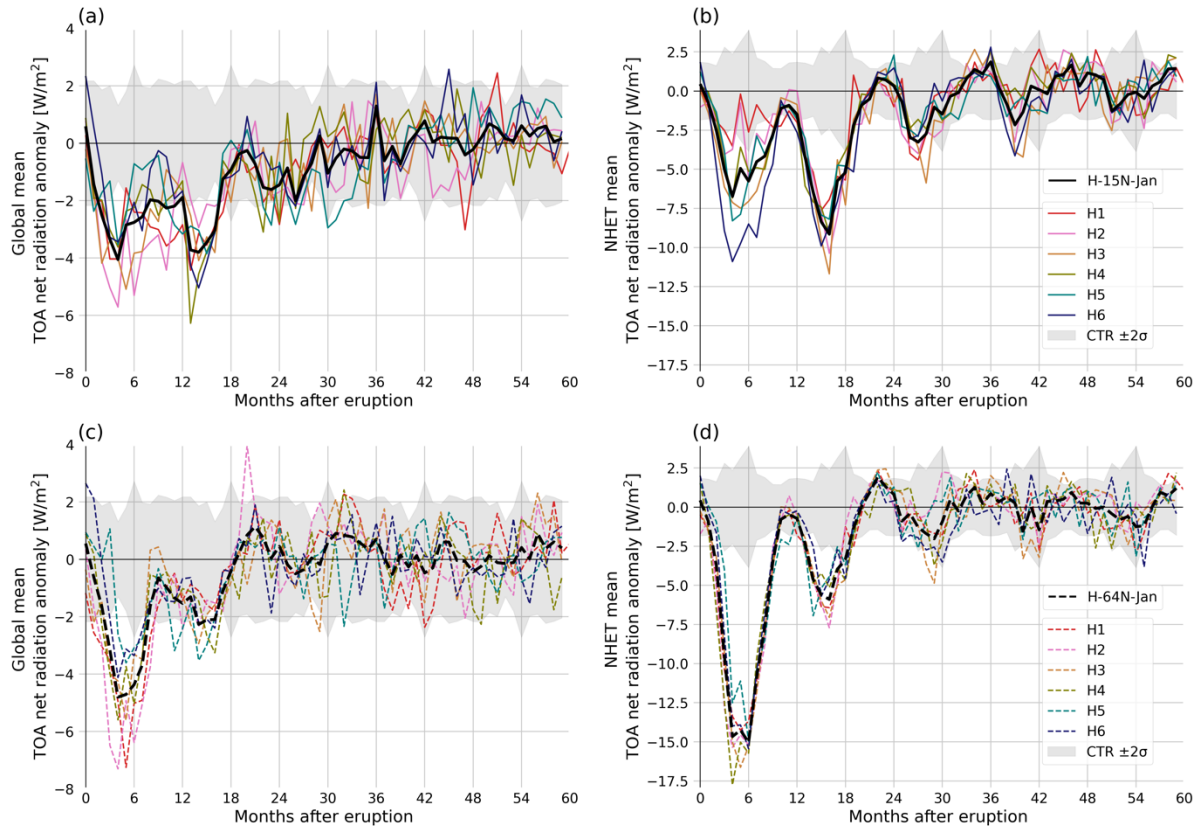 (a)
Global mean
TOA net radiation anomaly [W/m²]
4
2
0
−2
−4
−6
−8
0 6 12 18 24 30 36 42 48 54 60
Months after eruption
(b)
NHET mean
TOA net radiation anomaly [W/m²]
2.5
0.0
−2.5
−5.0
−7.5
−10.0
−12.5
−15.0
−17.5
H-15N-Jan
H1
H2
H3
H4
H5
H6
CTR ±2σ
0 6 12 18 24 30 36 42 48 54 60
Months after eruption
(c)
Global mean
TOA net radiation anomaly [W/m²]
4
2
0
−2
−4
−6
−8
0 6 12 18 24 30 36 42 48 54 60
Months after eruption
(d)
NHET mean
TOA net radiation anomaly [W/m²]
2.5
0.0
−2.5
−5.0
−7.5
−10.0
−12.5
−15.0
−17.5
H-64N-Jan
H1
H2
H3
H4
H5
H6
CTR ±2σ
0 6 12 18 24 30 36 42 48 54 60
Months after eruption